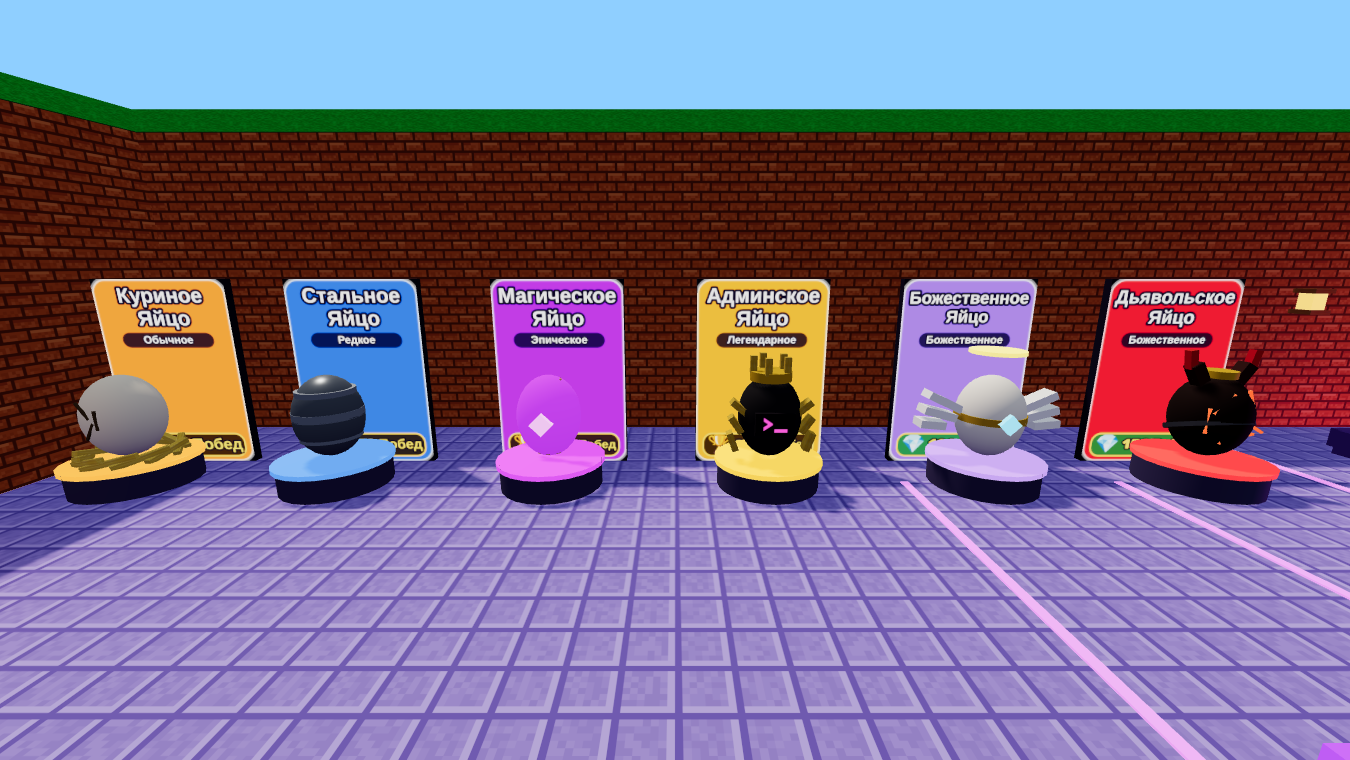 Куриное
Яйцо
Обычное
Стальное
Яйцо
Редкое
Магическое
Яйцо
Эпическое
Админское
Яйцо
Легендарное
>_
Божественное
Яйцо
Божественное
Дьявольское
Яйцо
Божественное